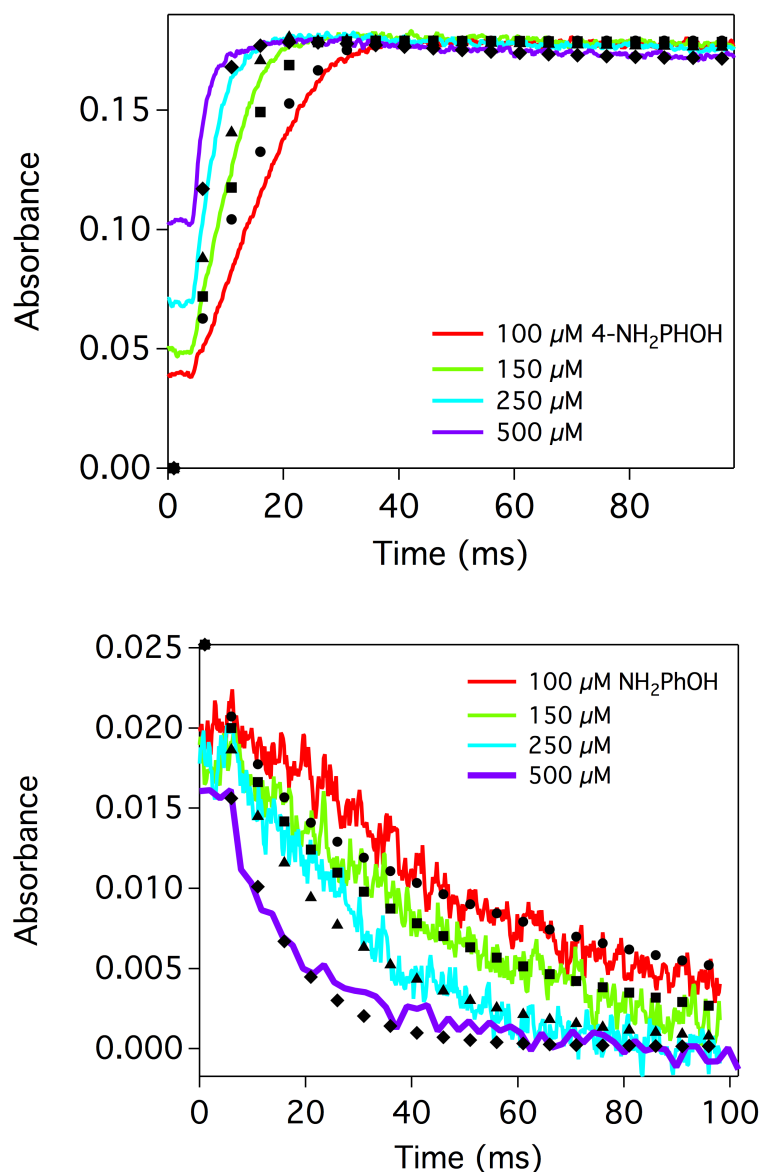 0.15
0.10
0.05
0.00
Absorbance
100 µM 4-NH₂PHOH
150 µM
250 µM
500 µM
0 20 40 60 80
Time (ms)
0.025
0.020
0.015
0.010
0.005
0.000
Absorbance
100 µM NH₂PhOH
150 µM
250 µM
500 µM
0 20 40 60 80 100
Time (ms)